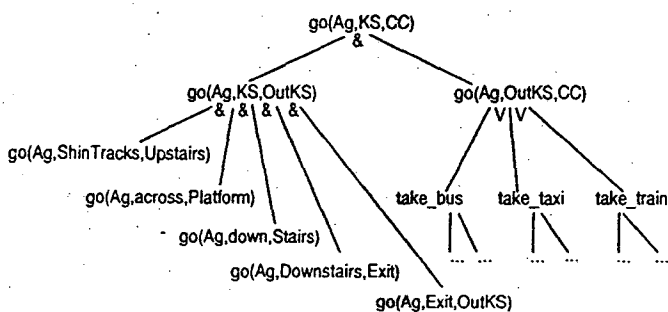 go(Ag,KS,CC)
&
go(Ag,KS,OutKS)
& & & &
go(Ag,OutKS,CC)
V V
go(Ag,ShinTracks,Upstairs)
go(Ag,across,Platform)
go(Ag,down,Stairs)
go(Ag,Downstairs,Exit)
go(Ag,Exit,OutKS)
take_bus take_taxi take_train
... ... ... ... ... ...